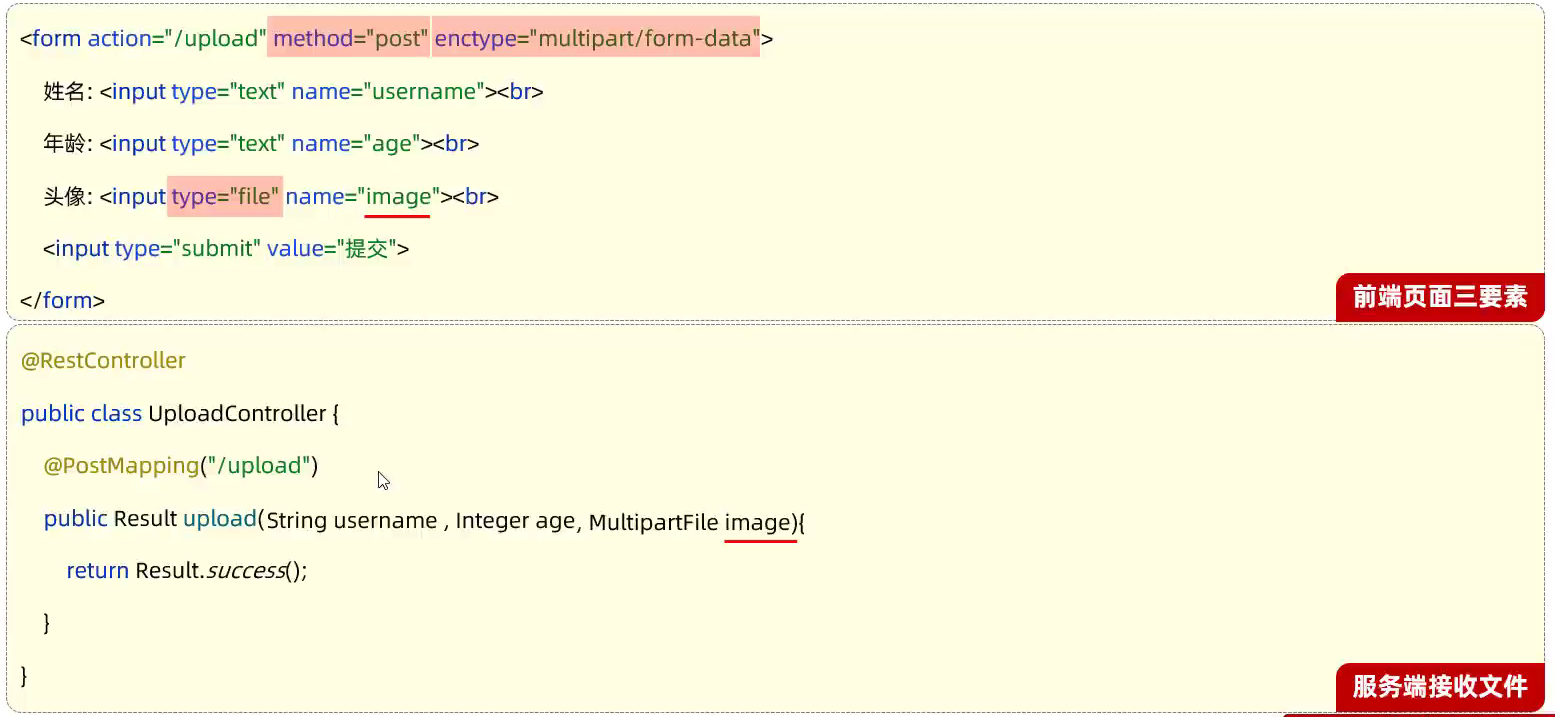 <form action="/upload" method="post" enctype="multipart/form-data">
姓名: <input type="text" name="username"><br>
年龄: <input type="text" name="age"><br>
头像: <input type="file" name="image"><br>
<input type="submit" value="提交">
</form>
前端页面三要素
@RestController
public class UploadController {
@PostMapping("/upload")
public Result upload(String username , Integer age, MultipartFile image){
return Result.success();
}
}
服务端接收文件